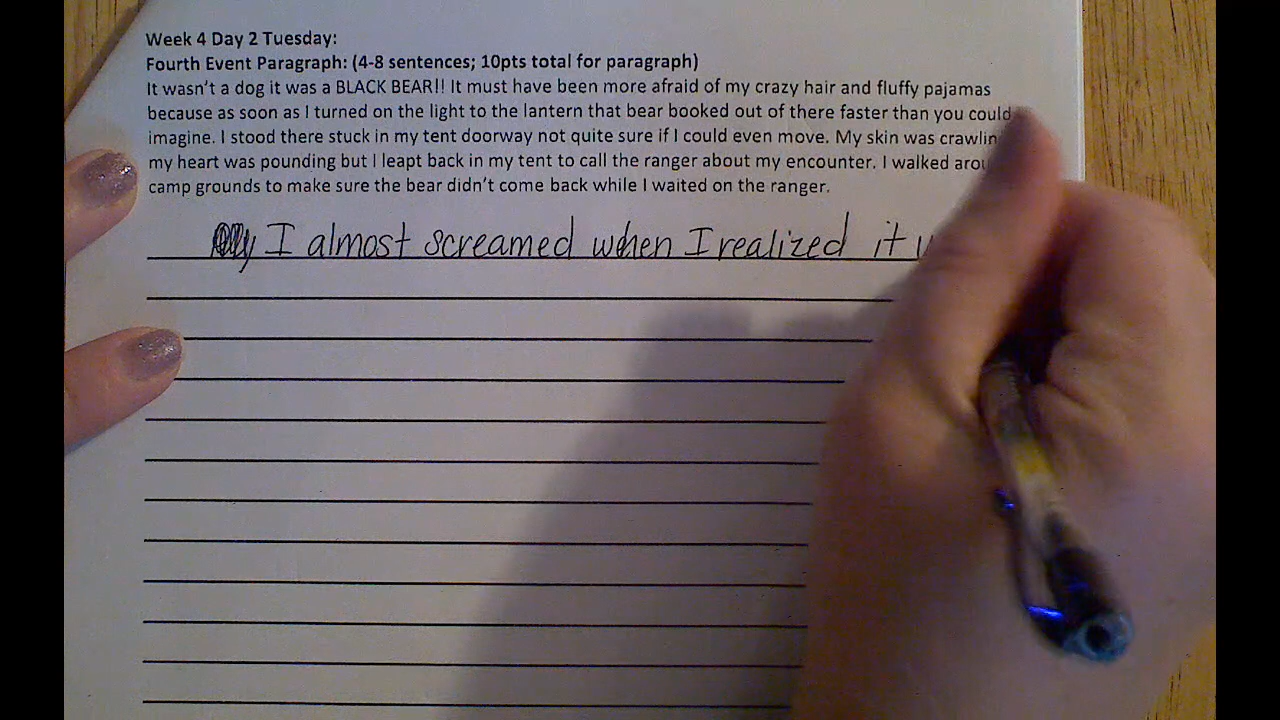 Week 4 Day 2 Tuesday:
Fourth Event Paragraph: (4-8 sentences; 10pts total for paragraph)
It wasn't a dog it was a BLACK BEAR!! It must have been more afraid of my crazy hair and fluffy pajamas
because as soon as I turned on the light to the lantern that bear booked out of there faster than you could
imagine. I stood there stuck in my tent doorway not quite sure if I could even move. My skin was
my heart was pounding but I leapt back in my tent to call the ranger about my encounter. I walked
camp grounds to make sure the bear didn't come back while I waited on the ranger.
I almost screamed when I realized it